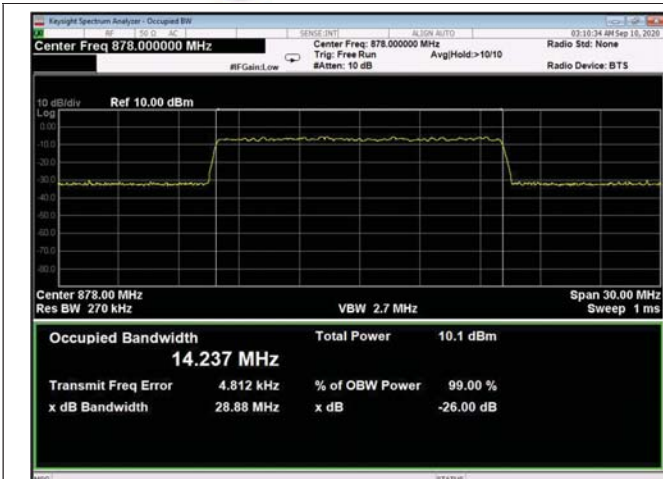 Keysight Spectrum Analyzer - Occupied BW
RF 50 Ω AC SENSE:INT ALIGN AUTO 03:10:34 AM Sep 10, 2020
Center Freq 878.000000 MHz Center Freq: 878.000000 MHz Radio Std: None
Trig: Free Run Avg|Hold:>10/10
#IFGain:Low #Atten: 10 dB Radio Device: BTS
10 dB/div Ref 10.00 dBm
Log
0.00
-10.0
-20.0
-30.0
-40.0
-50.0
-60.0
-70.0
-80.0
Center 878.00 MHz Span 30.00 MHz
Res BW 270 kHz VBW 2.7 MHz Sweep 1 ms
Occupied Bandwidth Total Power 10.1 dBm
14.237 MHz
Transmit Freq Error 4.812 kHz % of OBW Power 99.00 %
x dB Bandwidth 28.88 MHz x dB -26.00 dB
MSG STATUS